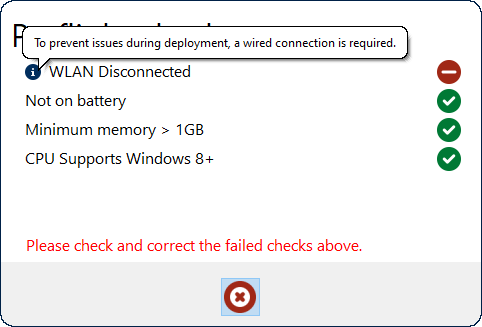 To prevent issues during deployment, a wired connection is required.
WLAN Disconnected
Not on battery
Minimum memory > 1GB
CPU Supports Windows 8+
Please check and correct the failed checks above.